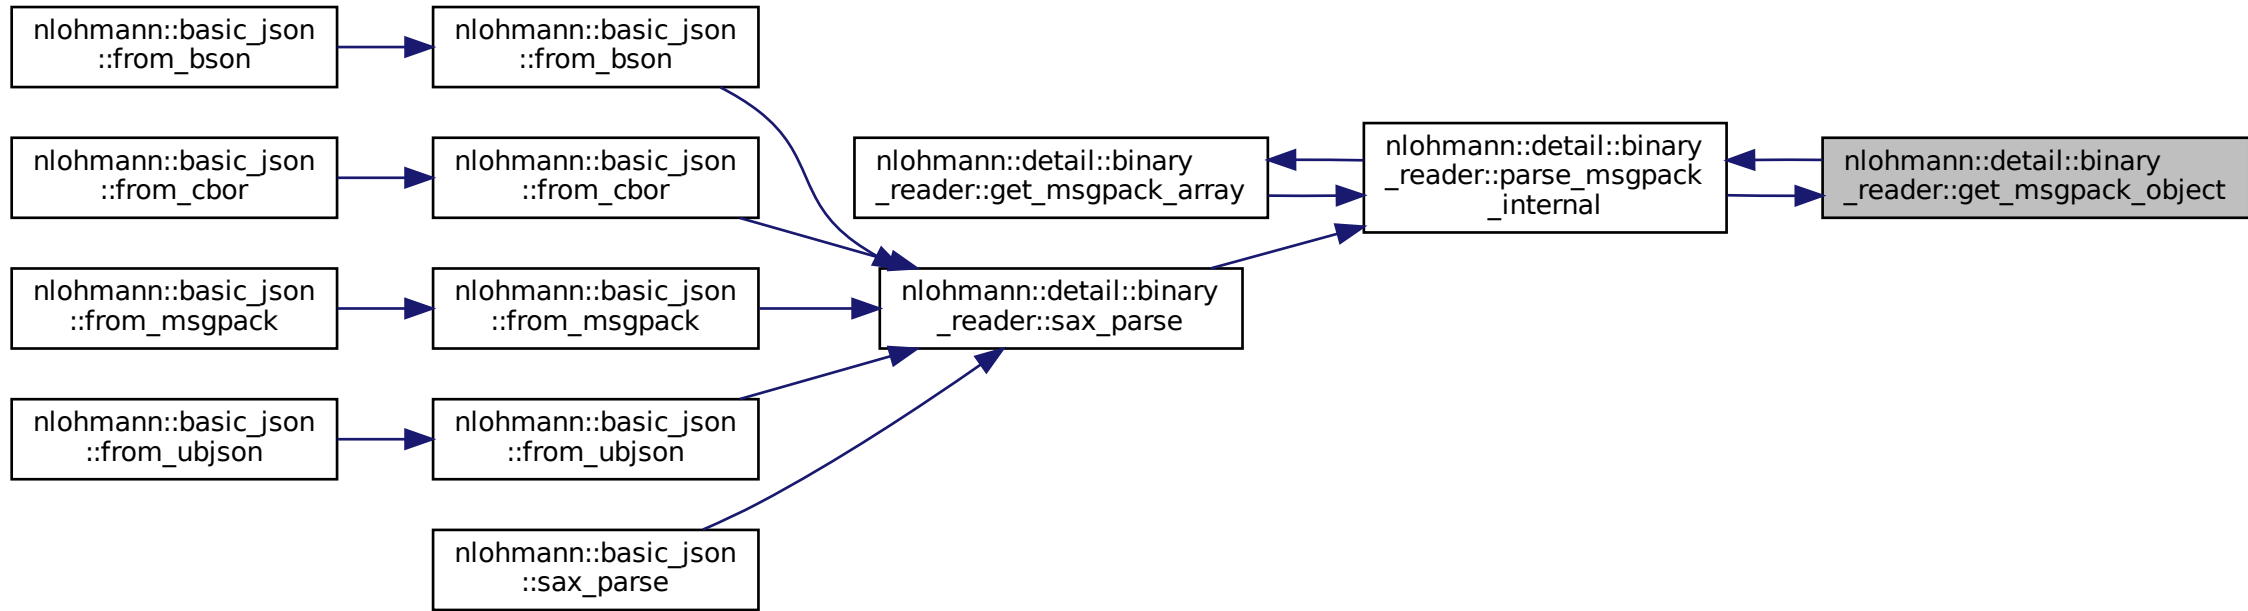 nlohmann::basic_json
::from_bson
nlohmann::basic_json
::from_bson
nlohmann::basic_json
::from_cbor
nlohmann::basic_json
::from_cbor
nlohmann::detail::binary
_reader::get_msgpack_array
nlohmann::detail::binary
_reader::parse_msgpack
_internal
nlohmann::detail::binary
_reader::get_msgpack_object
nlohmann::basic_json
::from_msgpack
nlohmann::basic_json
::from_msgpack
nlohmann::detail::binary
_reader::sax_parse
nlohmann::basic_json
::from_ubjson
nlohmann::basic_json
::from_ubjson
nlohmann::basic_json
::sax_parse